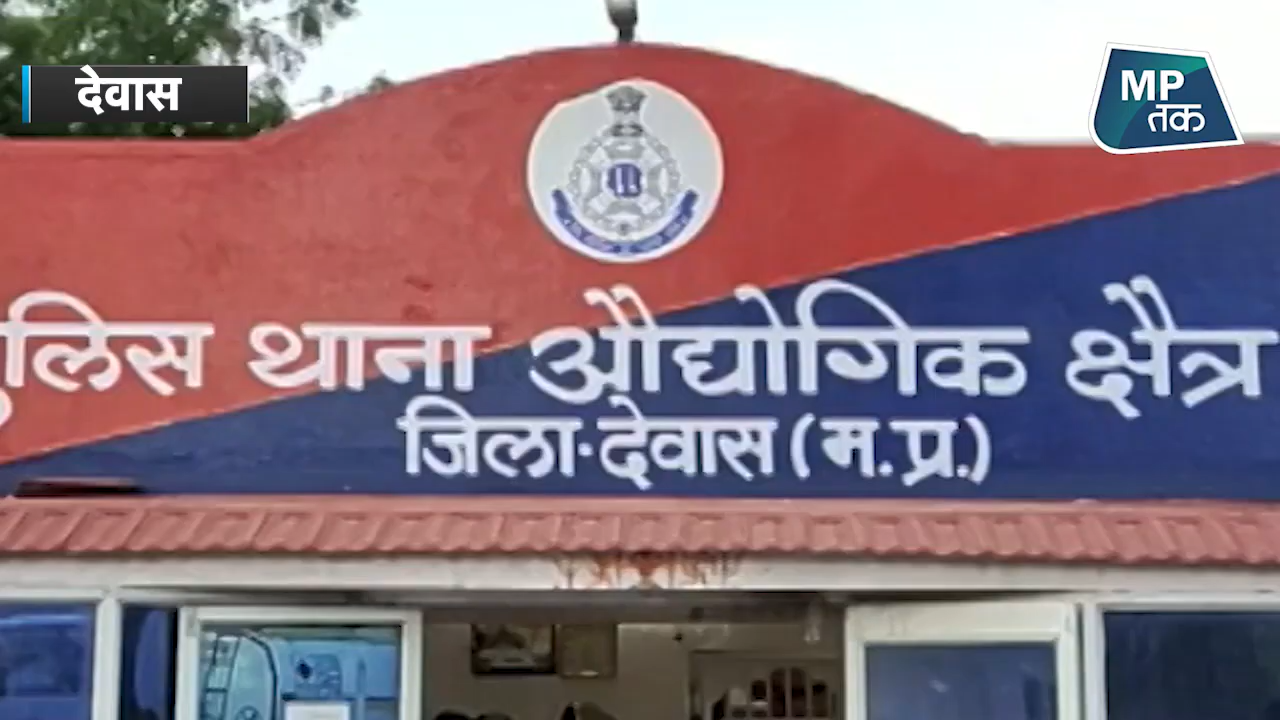 देवास
MP
तक
पुलिस थाना औद्योगिक क्षैत्र
जिला-देवास (म.प्र.)